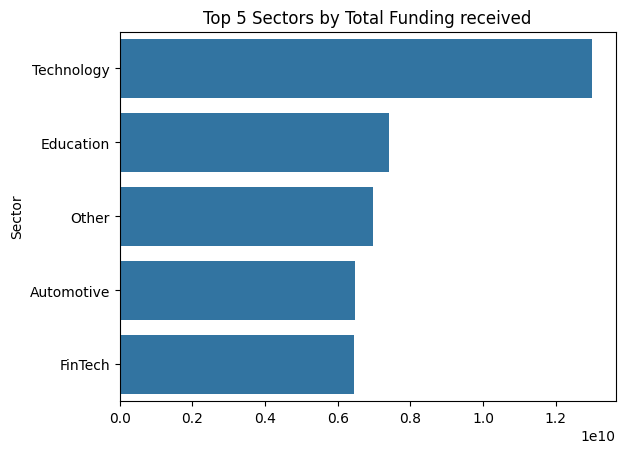 Top 5 Sectors by Total Funding received
Sector
Technology
Education
Other
Automotive
FinTech
0.0 0.2 0.4 0.6 0.8 1.0 1.2
1e10